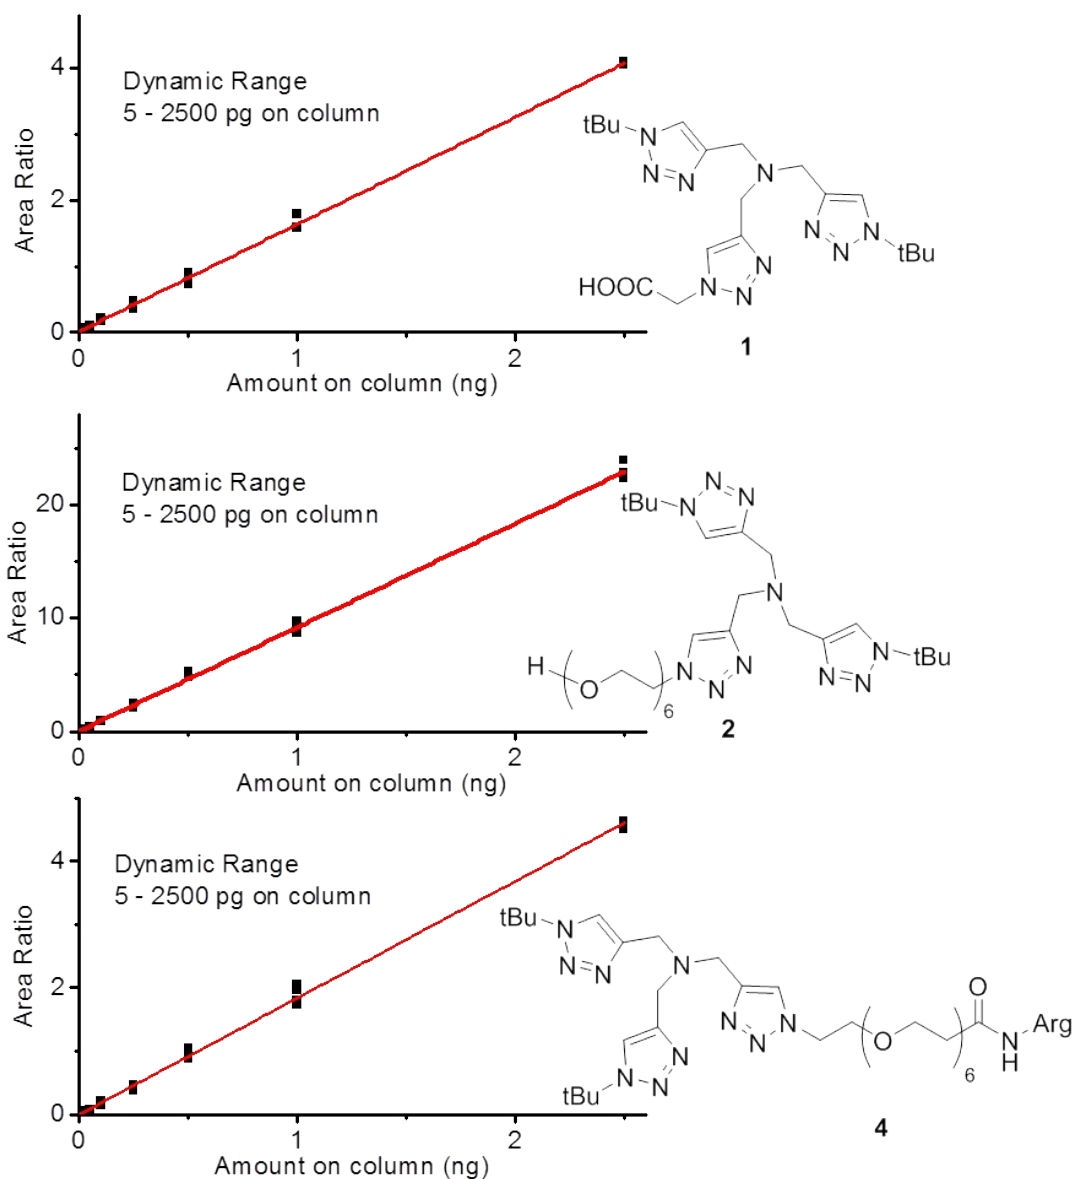 4
Dynamic Range
5 - 2500 pg on column
Area Ratio
2
0
0
1
2
Amount on column (ng)
tBu
N
N
N
N
N
N
N
tBu
HOOC
N
N
N
1
20
Dynamic Range
5 - 2500 pg on column
Area Ratio
10
0
0
1
2
Amount on column (ng)
N
N
tBu
N
N
H
O
6
N
N
N
N
N
N
tBu
2
4
Dynamic Range
5 - 2500 pg on column
Area Ratio
2
0
0
1
2
Amount on column (ng)
tBu
N
N
N
N
N
N
N
N
N
N
tBu
O
6
O
N
H
Arg
4